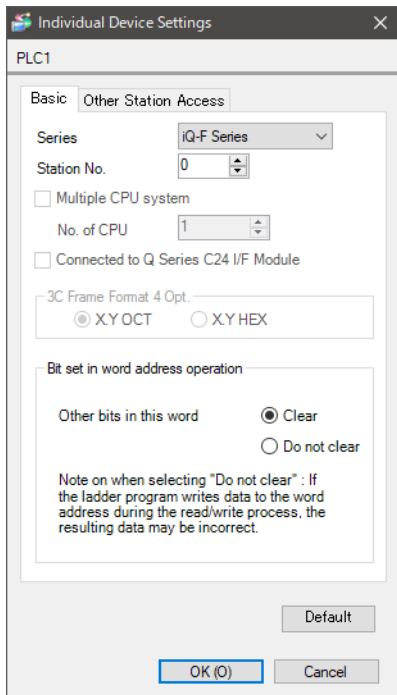 Individual Device Settings
PLC1
Basic Other Station Access
Series iQ-F Series
Station No. 0
Multiple CPU system
No. of CPU 1
Connected to Q Series C24 I/F Module
3C Frame Format 4 Opt.
X.Y OCT X.Y HEX
Bit set in word address operation
Other bits in this word Clear
Do not clear
Note on when selecting "Do not clear" : If
the ladder program writes data to the word
address during the read/write process, the
resulting data may be incorrect.
Default
OK (O) Cancel